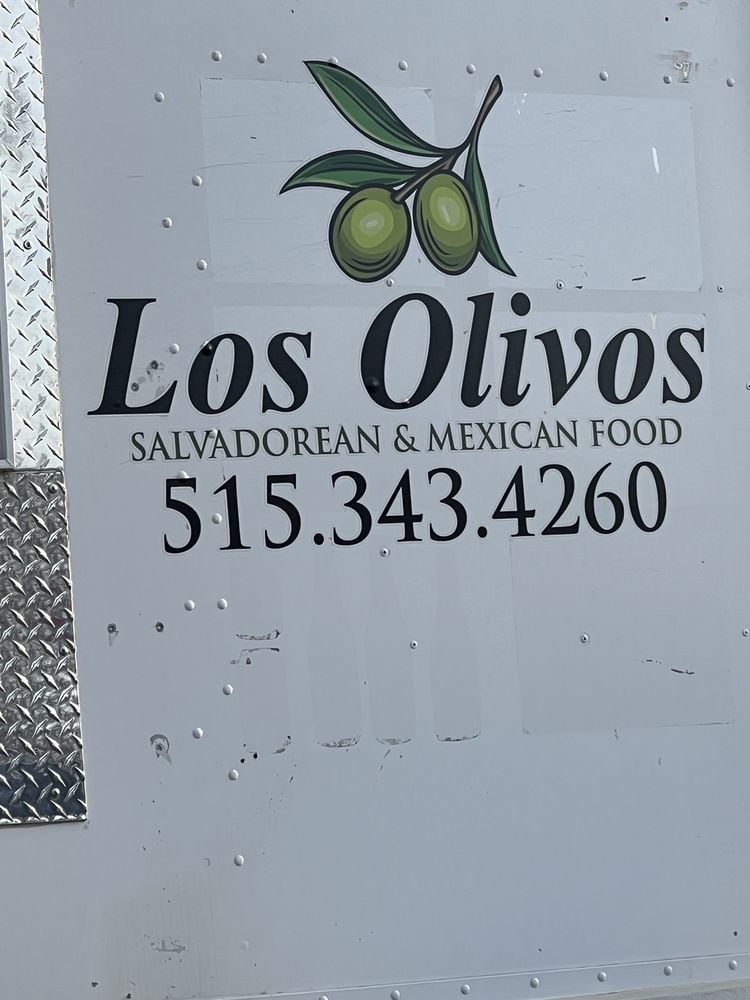 Los Olivos
SALVADOREAN & MEXICAN FOOD
515.343.4260